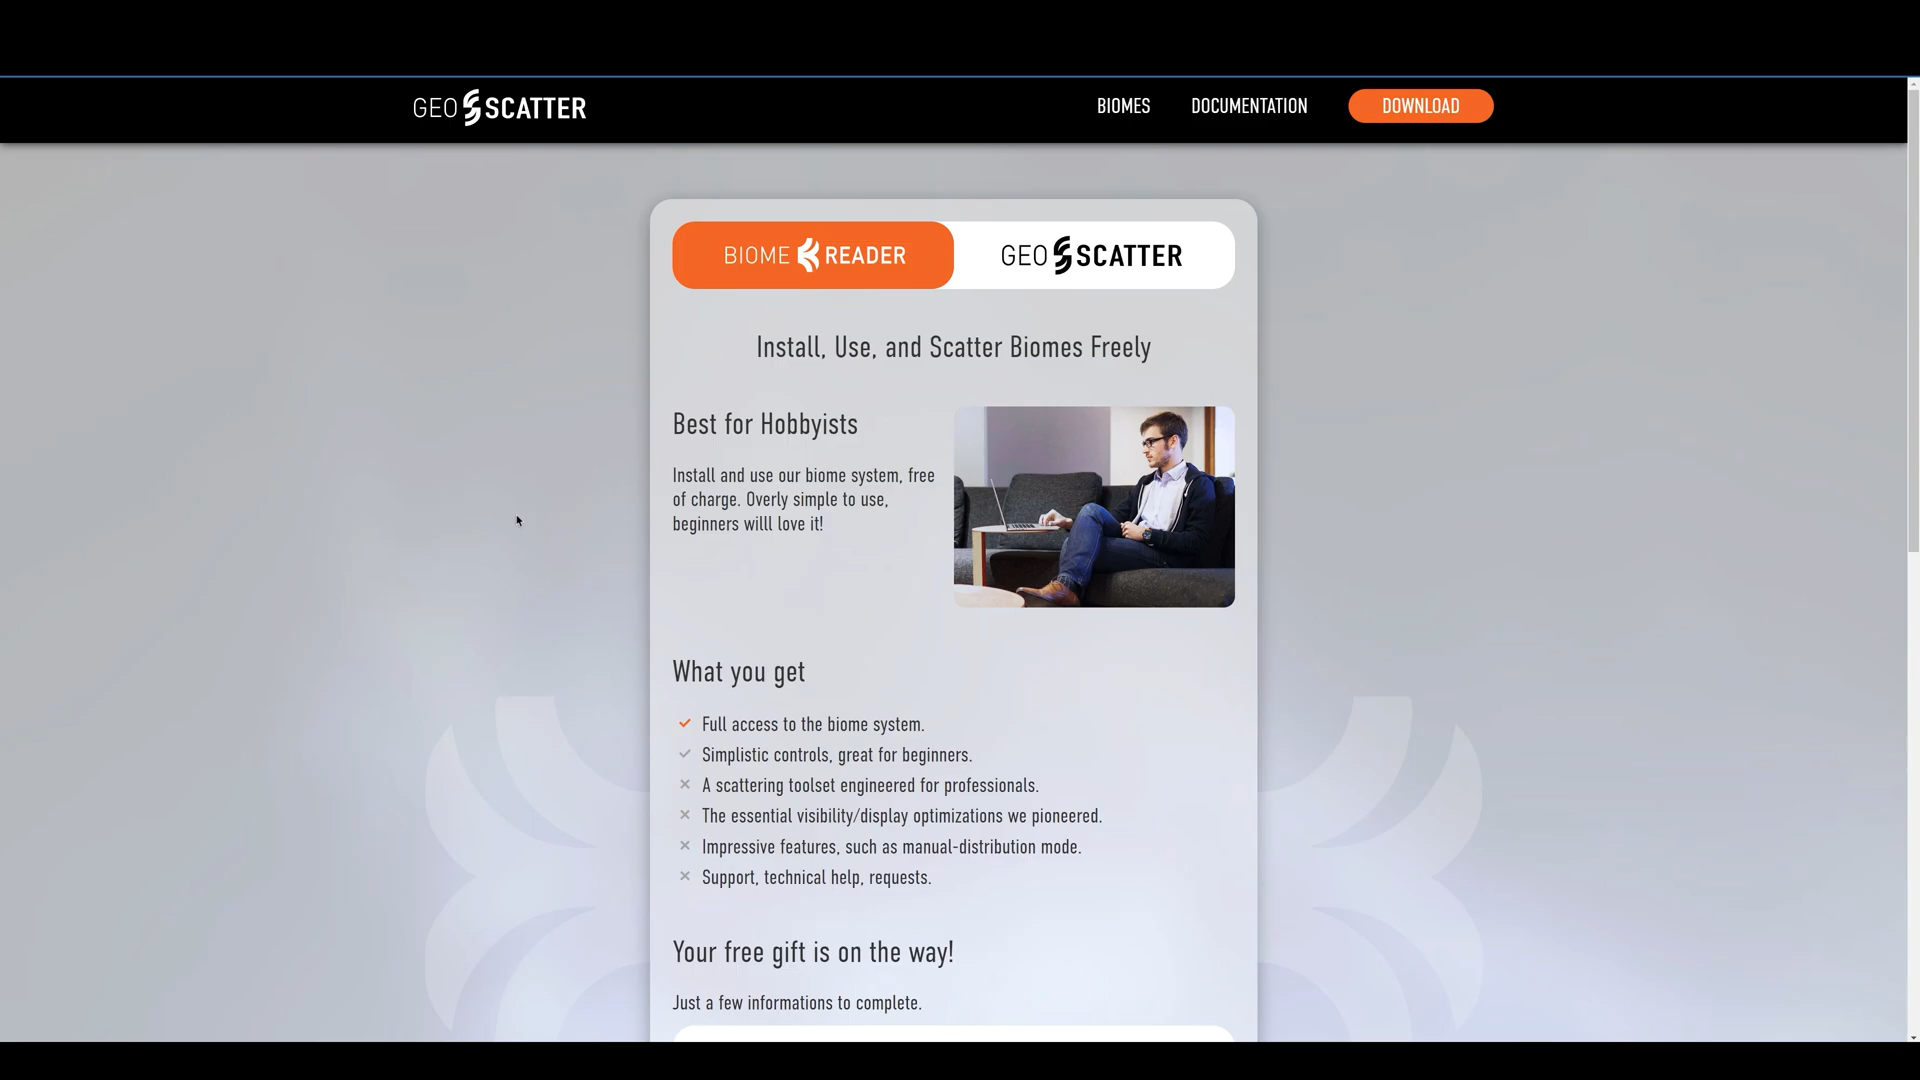 GEO SCATTER
BIOMES
DOCUMENTATION
DOWNLOAD
BIOME READER
GEO SCATTER
Install, Use, and Scatter Biomes Freely
Best for Hobbyists
Install and use our biome system, free
of charge. Overly simple to use,
beginners willl love it!
What you get
Full access to the biome system.
Simplistic controls, great for beginners.
A scattering toolset engineered for professionals.
The essential visibility/display optimizations we pioneered.
Impressive features, such as manual-distribution mode.
Support, technical help, requests.
Your free gift is on the way!
Just a few informations to complete.